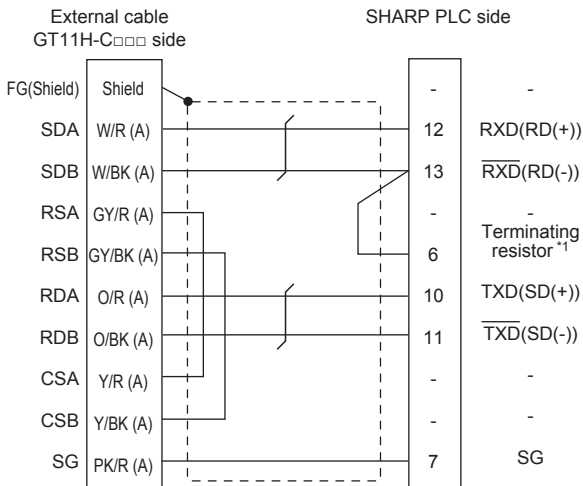 External cable SHARP PLC side
GT11H-C□□□ side
FG(Shield) Shield - -
SDA W/R (A) 12 RXD(RD(+))
SDB W/BK (A) 13 RXD(RD(-))
RSA GY/R (A) - -
Terminating
RSB GY/BK (A) 6 resistor *1
RDA O/R (A) 10 TXD(SD(+))
RDB O/BK (A) 11 TXD(SD(-))
CSA Y/R (A) - -
CSB Y/BK (A) - -
SG PK/R (A) 7 SG